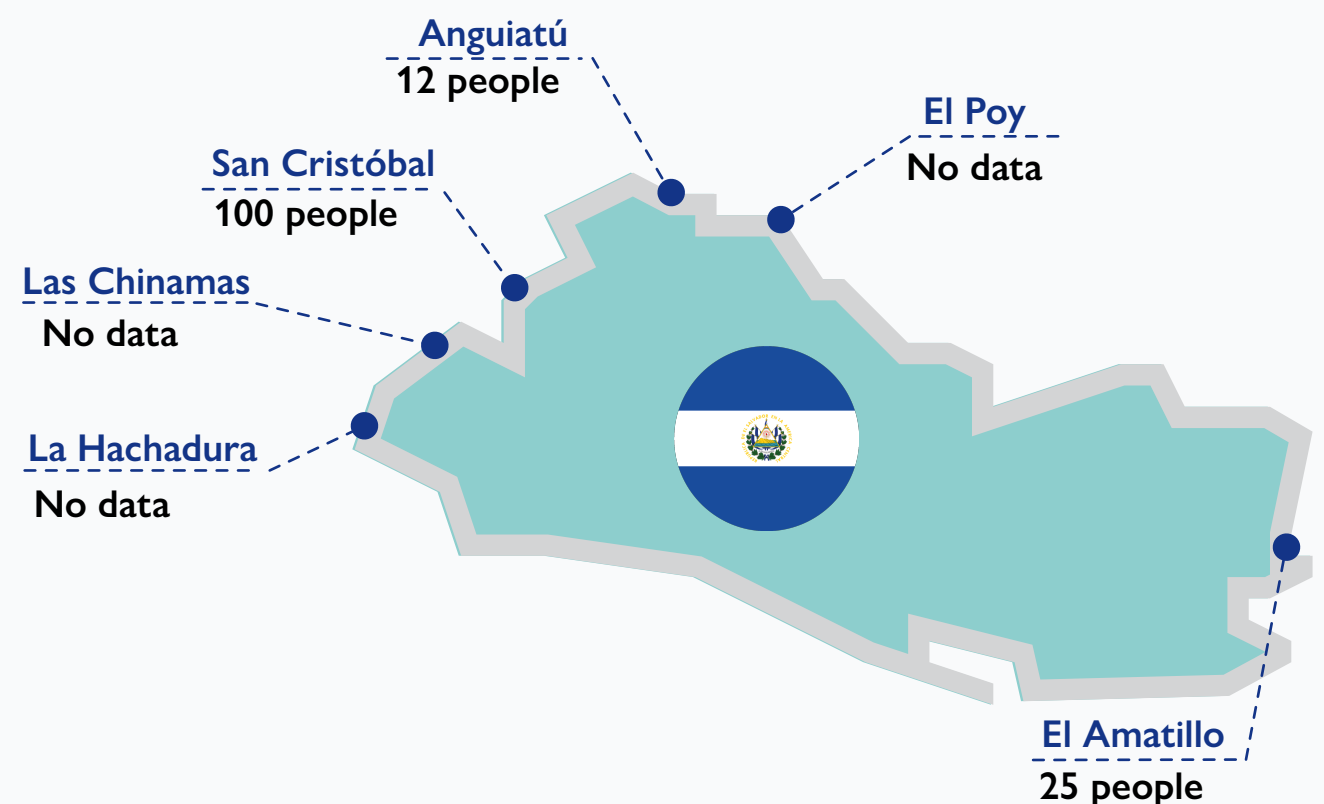 Anguiatú
12 people
El Poy
No data
San Cristóbal
100 people
Las Chinamas
No data
La Hachadura
No data
El Amatillo
25 people